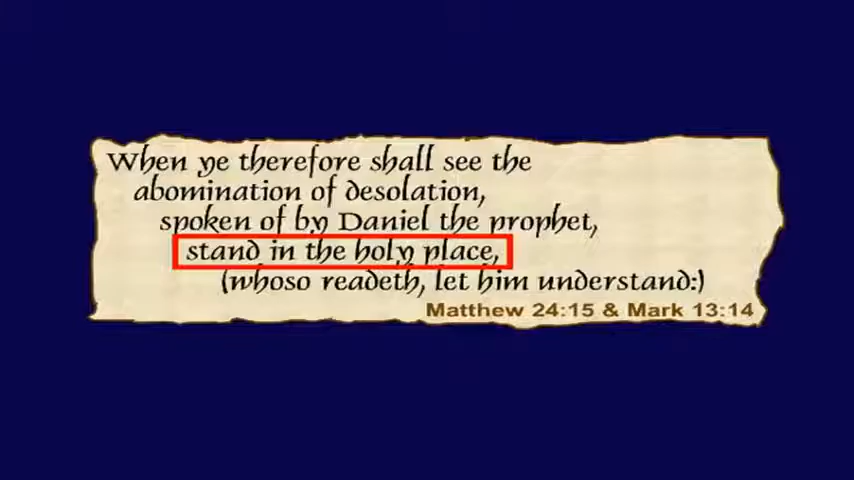 When ye therefore shall see the
abomination of desolation,
spoken of by Daniel the prophet,
stand in the holy place,
(whoso readeth, let him understand:)
Matthew 24:15 & Mark 13:14